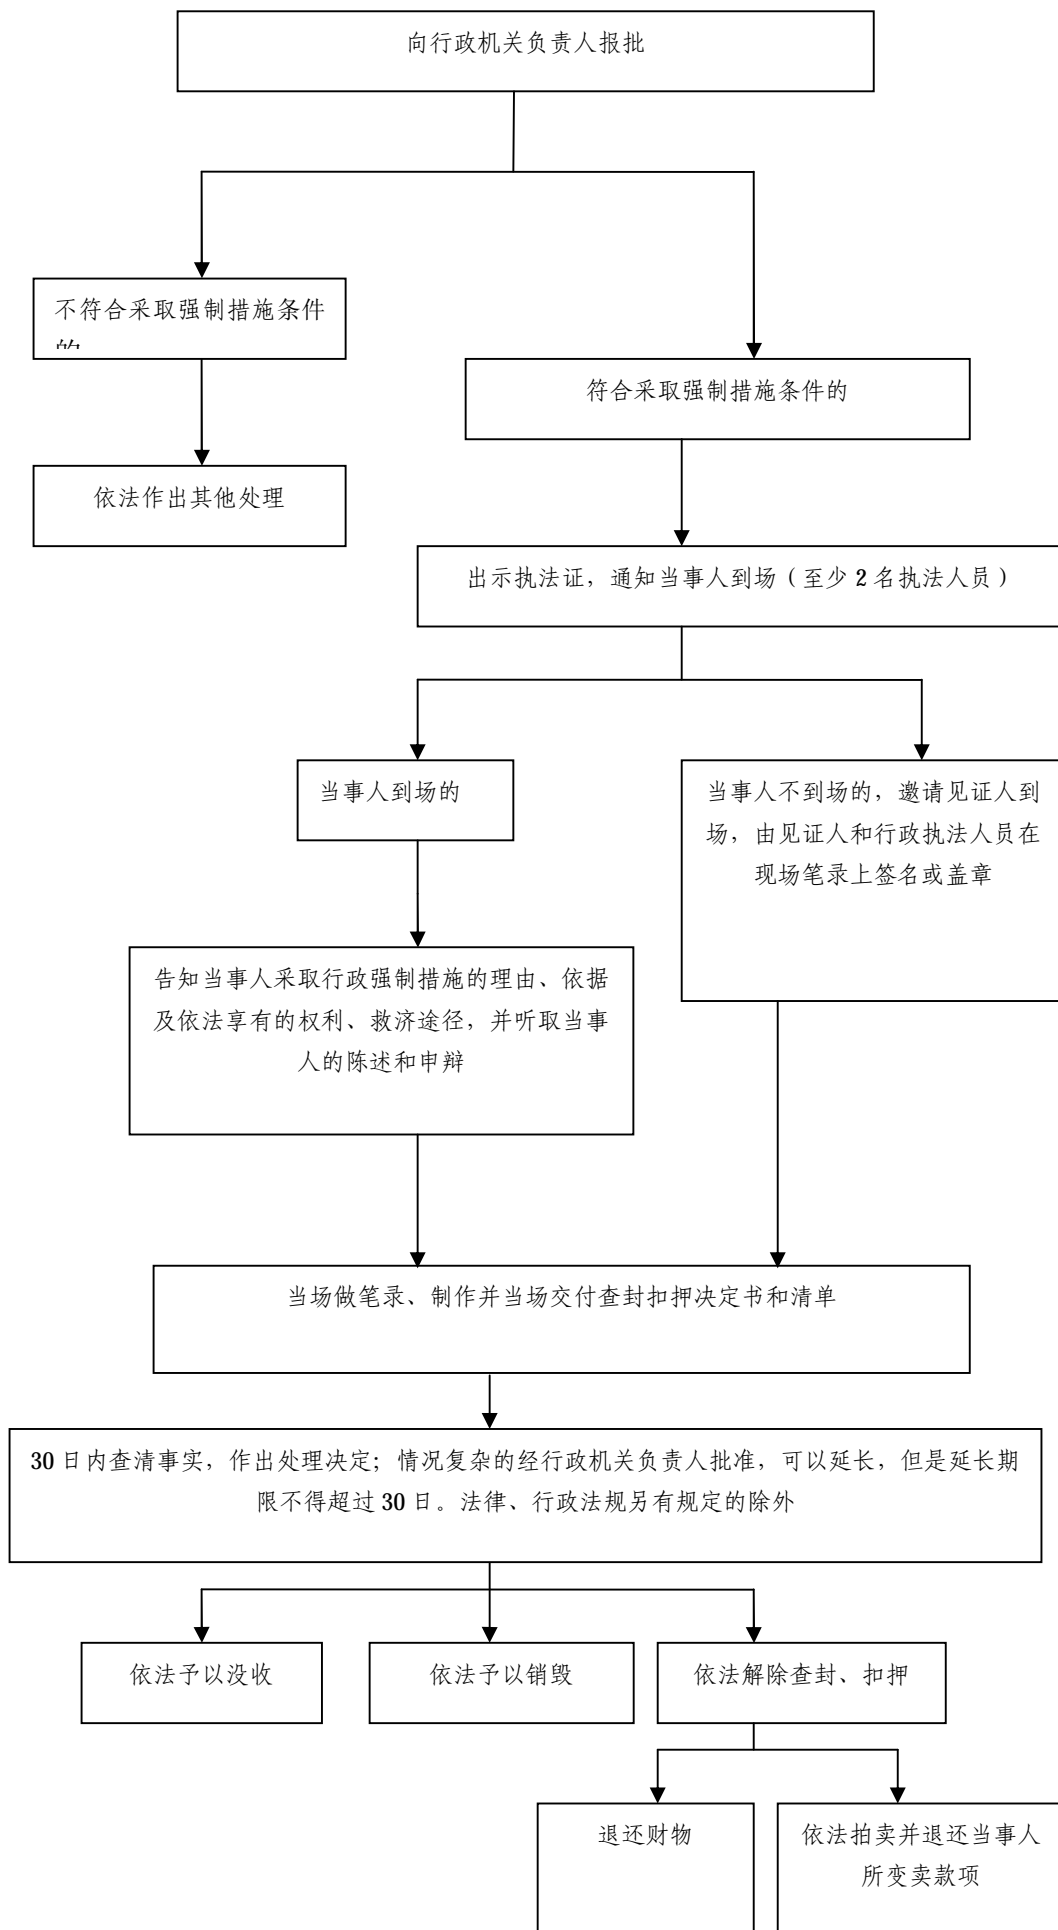 向行政机关负责人报批
不符合采取强制措施条件
符合采取强制措施条件的
依法作出其他处理
出示执法证，通知当事人到场（至少 2 名执法人员）
当事人到场的
当事人不到场的，邀请见证人到
场，由见证人和行政执法人员在
现场笔录上签名或盖章
告知当事人采取行政强制措施的理由、依据
及依法享有的权利、救济途径，并听取当事
人的陈述和申辩
当场做笔录、制作并当场交付查封扣押决定书和清单
30 日内查清事实，作出处理决定；情况复杂的经行政机关负责人批准，可以延长，但是延长期
限不得超过 30 日。法律、行政法规另有规定的除外
依法予以没收
依法予以销毁
依法解除查封、扣押
退还财物
依法拍卖并退还当事人
所变卖款项